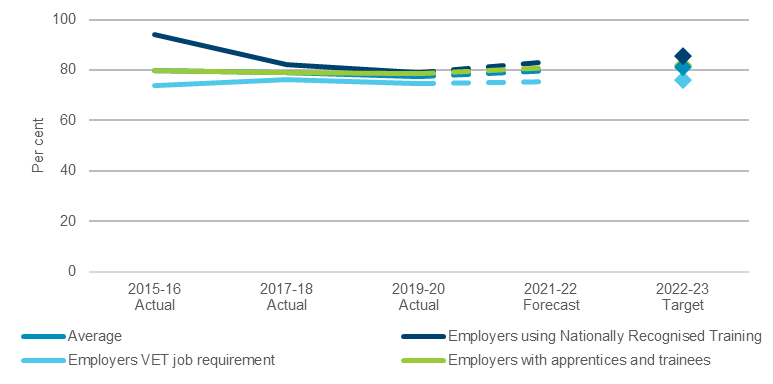 100
80
60
40
20
0
Per cent
2015-16 2017-18 2019-20 2021-22 2022-23
Actual Actual Actual Forecast Target
Average Employers using Nationally Recognised Training
Employers VET job requirement Employers with apprentices and trainees